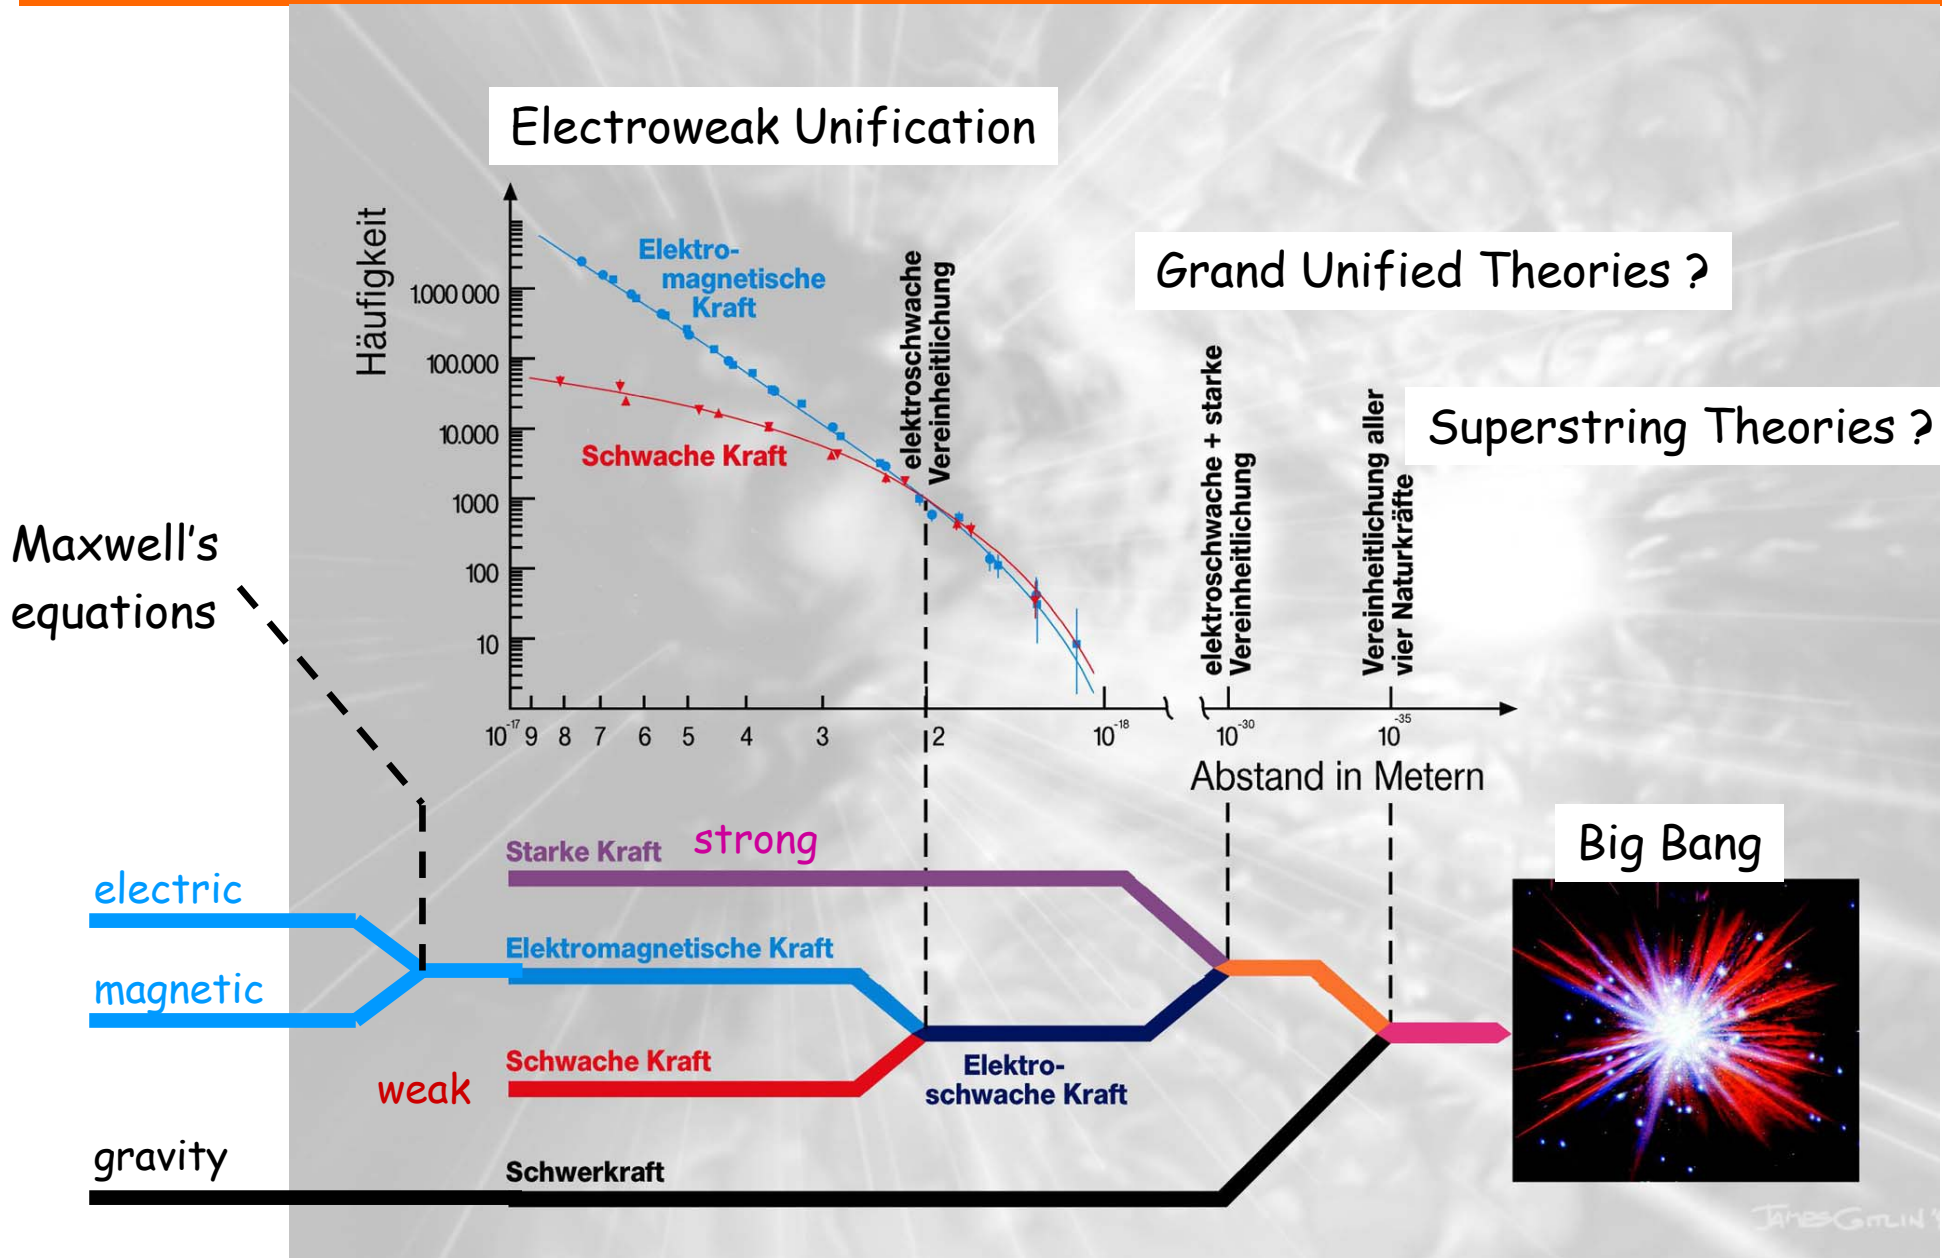 Electroweak Unification
Häufigkeit
1.000 000
100.000
10.000
1000
100
10
Elektro-
magnetische
Kraft
Schwache Kraft
elektroschwache
Vereinheitlichung
Grand Unified Theories ?
elektroschwache + starke
Vereinheitlichung
Vereinheitlichung aller
vier Naturkräfte
Superstring Theories ?
Maxwell's
equations
10⁻¹⁷ 9 8 7 6 5 4 3 2 10⁻¹⁸ 10⁻³⁰ 10⁻³⁵
Abstand in Metern
Big Bang
Starke Kraft strong
electric
Elektromagnetische Kraft
magnetic
Schwache Kraft
weak
Elektro-
schwache Kraft
gravity
Schwerkraft